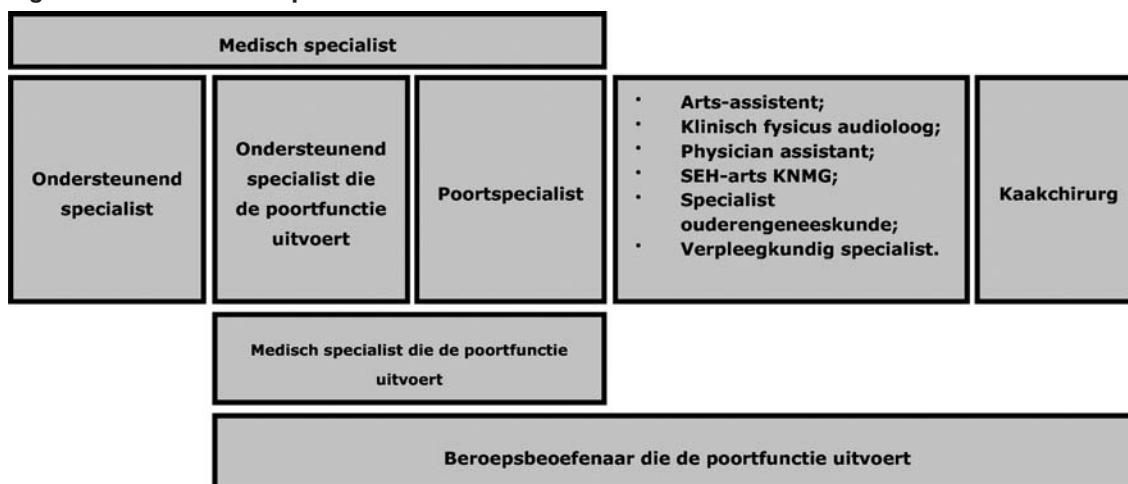 Medisch specialist
Ondersteunend
specialist
Ondersteunend
specialist die
de poortfunctie
uitvoert
Poortspecialist
· Arts-assistent;
· Klinisch fysicus audioloog;
· Physician assistant;
· SEH-arts KNMG;
· Specialist
ouderengeneeskunde;
· Verpleegkundig specialist.
Kaakchirurg
Medisch specialist die de poortfunctie
uitvoert
Beroepsbeoefenaar die de poortfunctie uitvoert